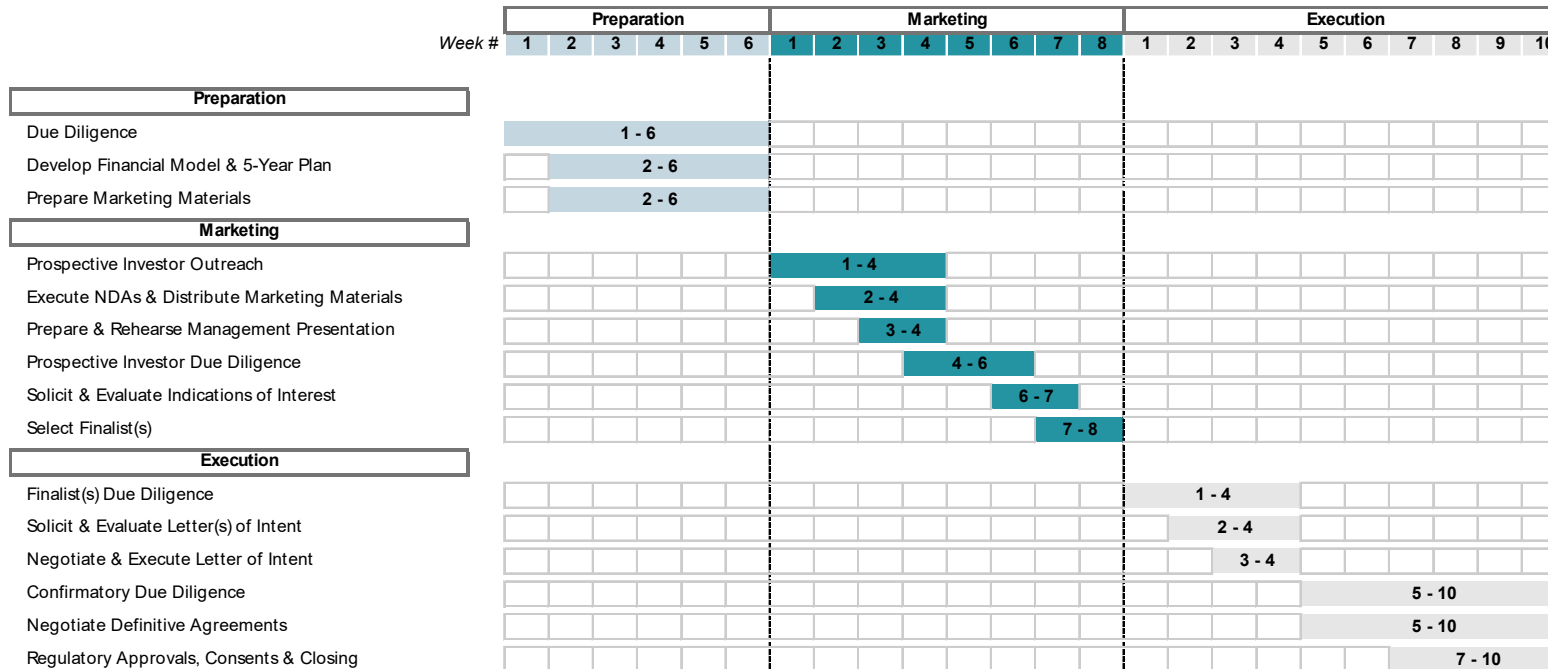 Preparation Marketing Execution
Week # 1 2 3 4 5 6 1 2 3 4 5 6 7 8 1 2 3 4 5 6 7 8 9 10
Preparation
Due Diligence 1 - 6
Develop Financial Model & 5-Year Plan 2 - 6
Prepare Marketing Materials 2 - 6
Marketing
Prospective Investor Outreach 1 - 4
Execute NDAs & Distribute Marketing Materials 2 - 4
Prepare & Rehearse Management Presentation 3 - 4
Prospective Investor Due Diligence 4 - 6
Solicit & Evaluate Indications of Interest 6 - 7
Select Finalist(s) 7 - 8
Execution
Finalist(s) Due Diligence 1 - 4
Solicit & Evaluate Letter(s) of Intent 2 - 4
Negotiate & Execute Letter of Intent 3 - 4
Confirmatory Due Diligence 5 - 10
Negotiate Definitive Agreements 5 - 10
Regulatory Approvals, Consents & Closing 7 - 10